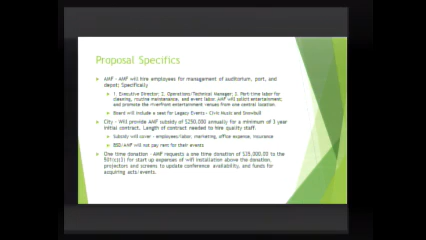 Proposal Specifics
AMF - AMF will hire employees for management of auditorium, port, and
depot; Specifically
1. Executive Director; 2. Operations/Technical Manager; 3. Part-time labor for
cleaning, routine maintenance, and event labor. AMF will solicit entertainment,
and promote the riverfront entertainment venues from one central location.
Board will include a seat for Legacy Events - Civic Music and Snowball
City - Will provide AMF subsidy of $250,000 annually for a minimum of 3 year
initial contract. Length of contract needed to hire quality staff.
Subsidy will cover - employees/labor, marketing, office expense, insurance
BSD/AMF will not pay rent for their events
One time donation - AMF requests a one time donation of $25,000.00 to the
501(c)(3) for start up expenses of wifi installation above the donation,
projectors and screens to update conference availability, and funds for
acquiring acts/events.